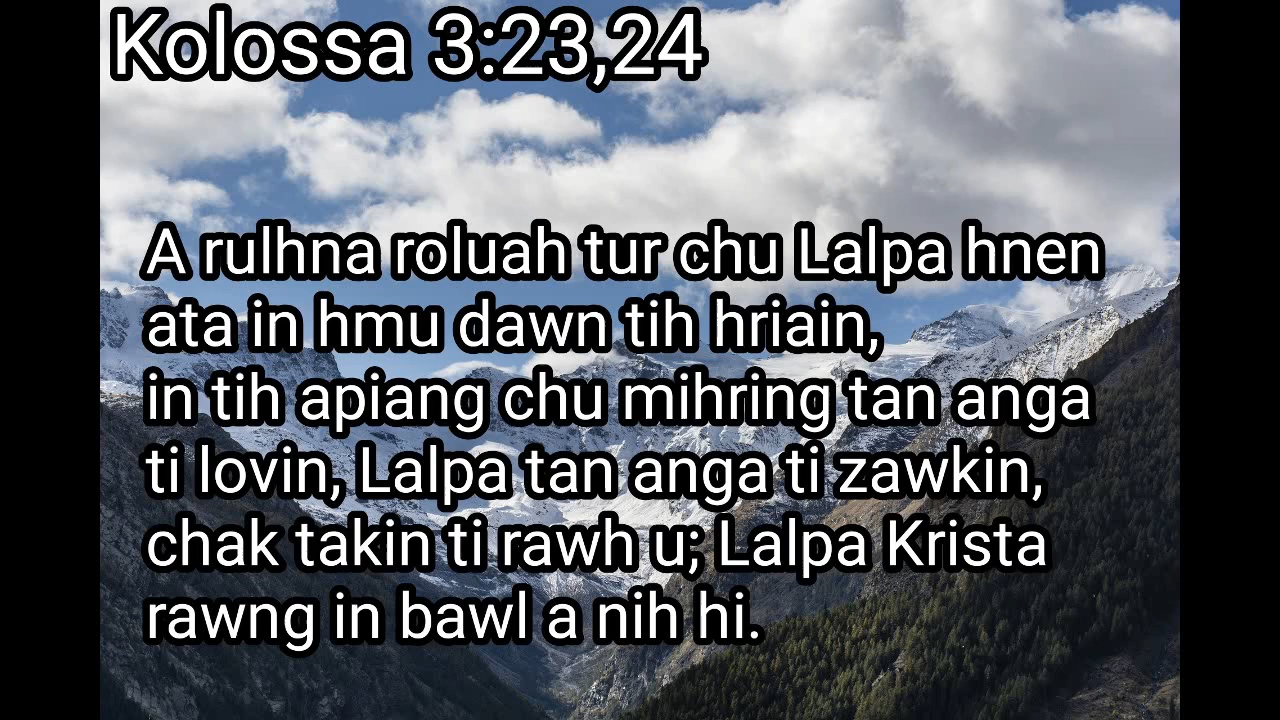 Kolossa 3:23,24
A rulhna roluah tur chu Lalpa hnen
ata in hmu dawn tih hriain,
in tih apiang chu mihring tan anga
ti lovin, Lalpa tan anga ti zawkin,
chak takin ti rawh u; Lalpa Krista
rawng in bawl a nih hi.